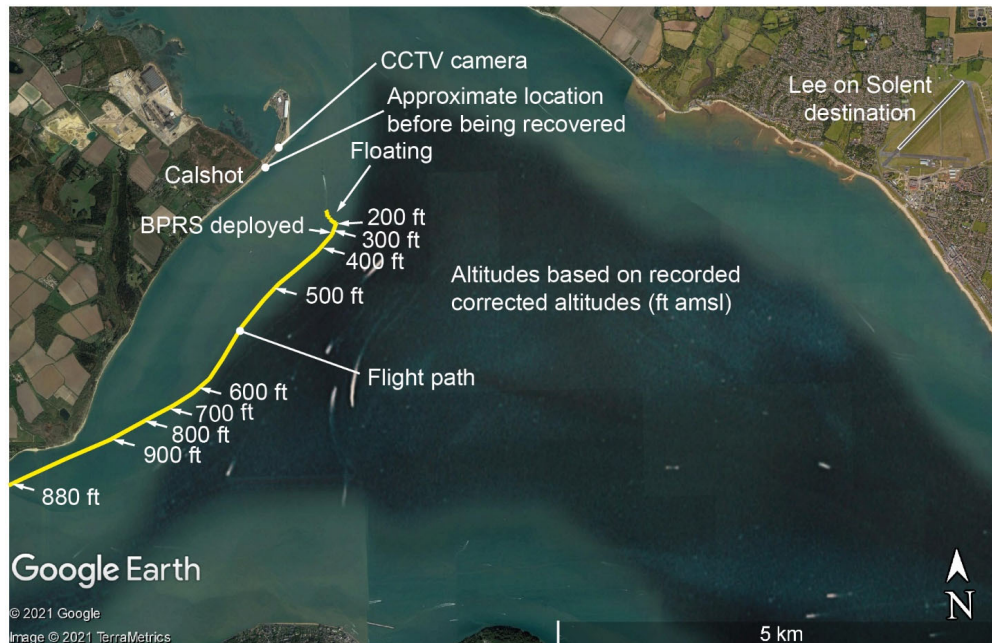 CCTV camera
Approximate location
before being recovered
Floating
Lee on Solent
destination
Calshot
BPRS deployed
200 ft
300 ft
400 ft
500 ft
Altitudes based on recorded
corrected altitudes (ft amsl)
Flight path
600 ft
700 ft
800 ft
900 ft
880 ft
Google Earth
© 2021 Google
Image © 2021 TerraMetrics
N
5 km